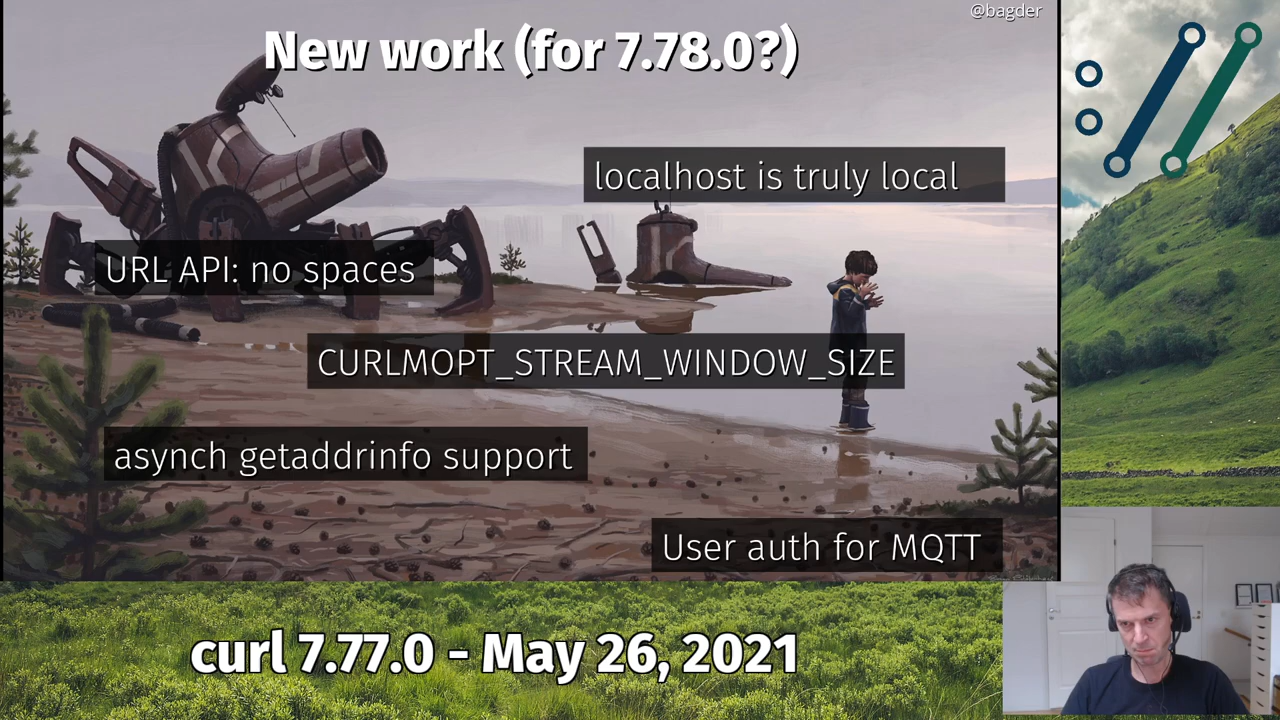 @bagder
New work (for 7.78.0?)
localhost is truly local
URL API: no spaces
CURLMOPT_STREAM_WINDOW_SIZE
asynch getaddrinfo support
User auth for MQTT
curl 7.77.0 - May 26, 2021